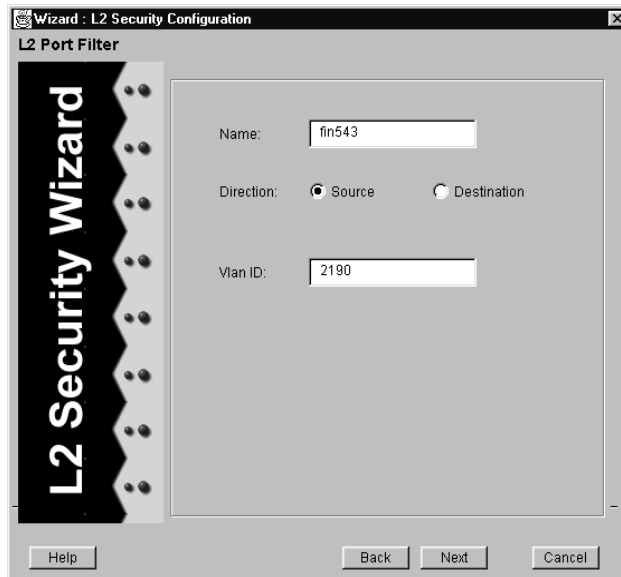 Wizard : L2 Security Configuration
L2 Port Filter
L2 Security Wizard
Name: fin543
Direction: Source Destination
Vlan ID: 2190
Help Back Next Cancel